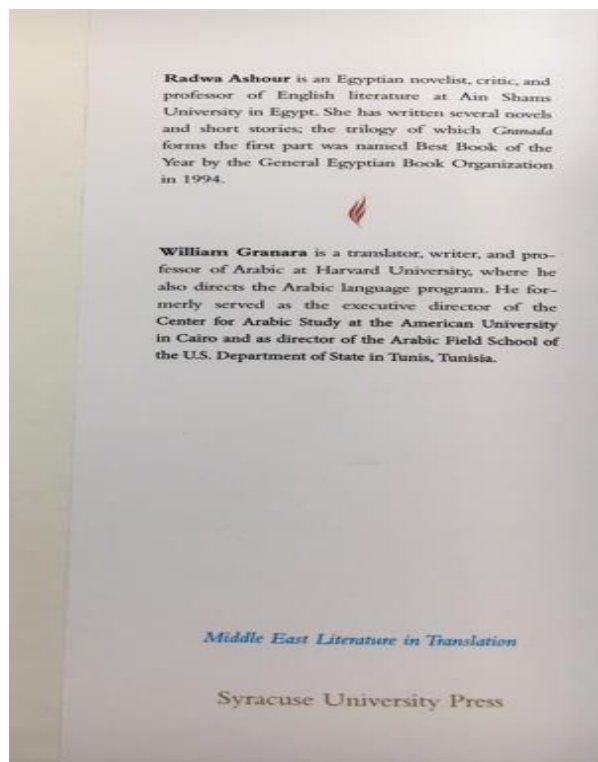 Radwa Ashour is an Egyptian novelist, critic, and
professor of English literature at Ain Shams
University in Egypt. She has written several novels
and short stories; the trilogy of which Granada
forms the first part was named Best Book of the
Year by the General Egyptian Book Organization
in 1994.
William Granara is a translator, writer, and pro-
fessor of Arabic at Harvard University, where he
also directs the Arabic language program. He for-
merly served as the executive director of the
Center for Arabic Study at the American University
in Cairo and as director of the Arabic Field School of
the U.S. Department of State in Tunis, Tunisia.
Middle East Literature in Translation
Syracuse University Press